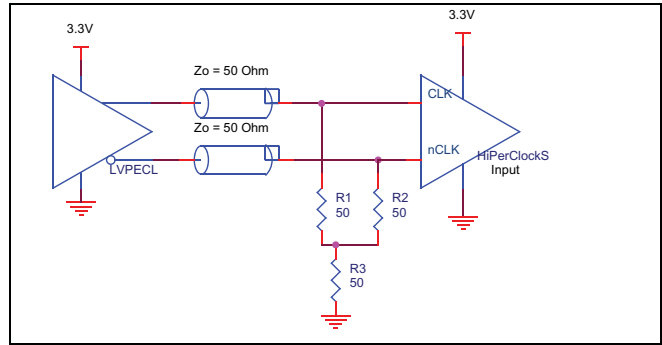 3.3V
3.3V
Zo = 50 Ohm
CLK
Zo = 50 Ohm
nCLK
LVPECL
HiPerClockS
Input
R1
50
R2
50
R3
50